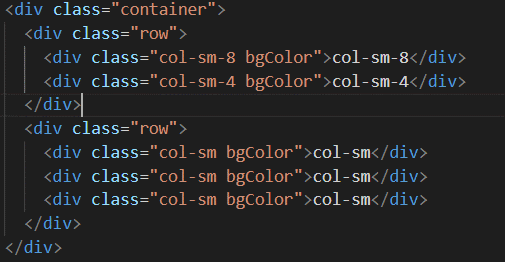 <div class="container">
<div class="row">
<div class="col-sm-8 bgColor">col-sm-8</div>
<div class="col-sm-4 bgColor">col-sm-4</div>
</div>
<div class="row">
<div class="col-sm bgColor">col-sm</div>
<div class="col-sm bgColor">col-sm</div>
<div class="col-sm bgColor">col-sm</div>
</div>
</div>